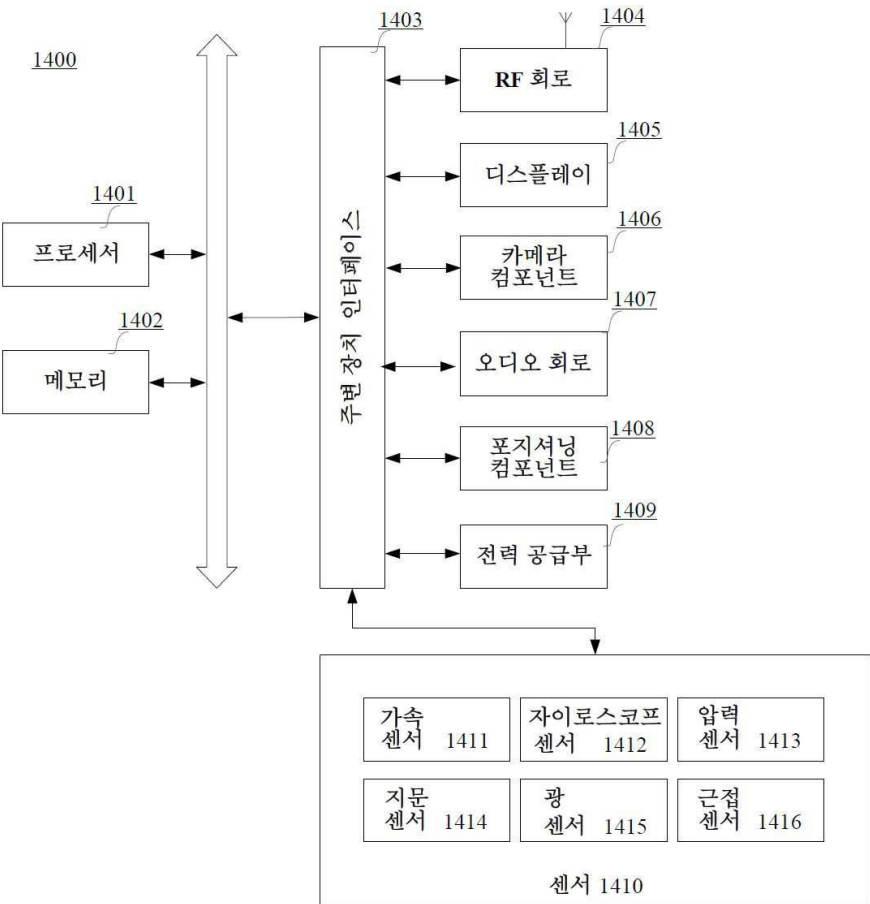 1400
1401
프로세서
1402
메모리
1403
주변 장치 인터페이스
1404
RF 회로
1405
디스플레이
1406
카메라
컴포넌트
1407
오디오 회로
1408
포지셔닝
컴포넌트
1409
전력 공급부
가속
센서 1411
자이로스코프
센서 1412
압력
센서 1413
지문
센서 1414
광
센서 1415
근접
센서 1416
센서 1410